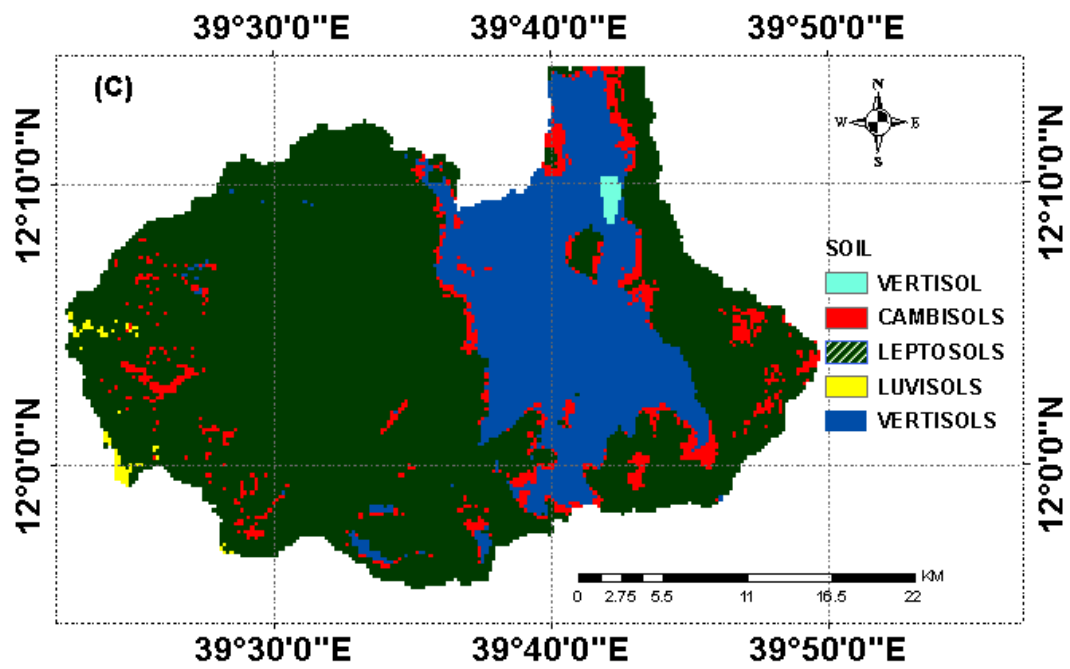 39°30'0"E 39°40'0"E 39°50'0"E
(C)
N
W E
S
12°10'0"N
12°10'0"N
SOIL
VERTISOL
CAMBISOLS
LEPTOSOLS
LUVISOLS
VERTISOLS
12°0'0"N
12°0'0"N
KM
0 2.75 5.5 11 16.5 22
39°30'0"E 39°40'0"E 39°50'0"E